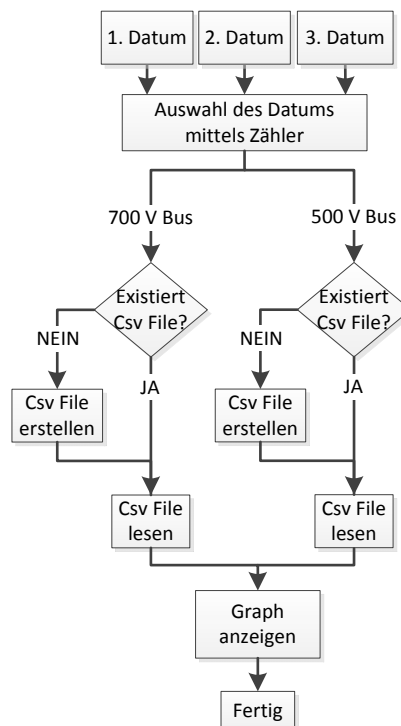 1. Datum
2. Datum
3. Datum
Auswahl des Datums
mittels Zähler
700 V Bus
500 V Bus
Existiert
Csv File?
Existiert
Csv File?
NEIN
NEIN
JA
JA
Csv File
erstellen
Csv File
erstellen
Csv File
lesen
Csv File
lesen
Graph
anzeigen
Fertig